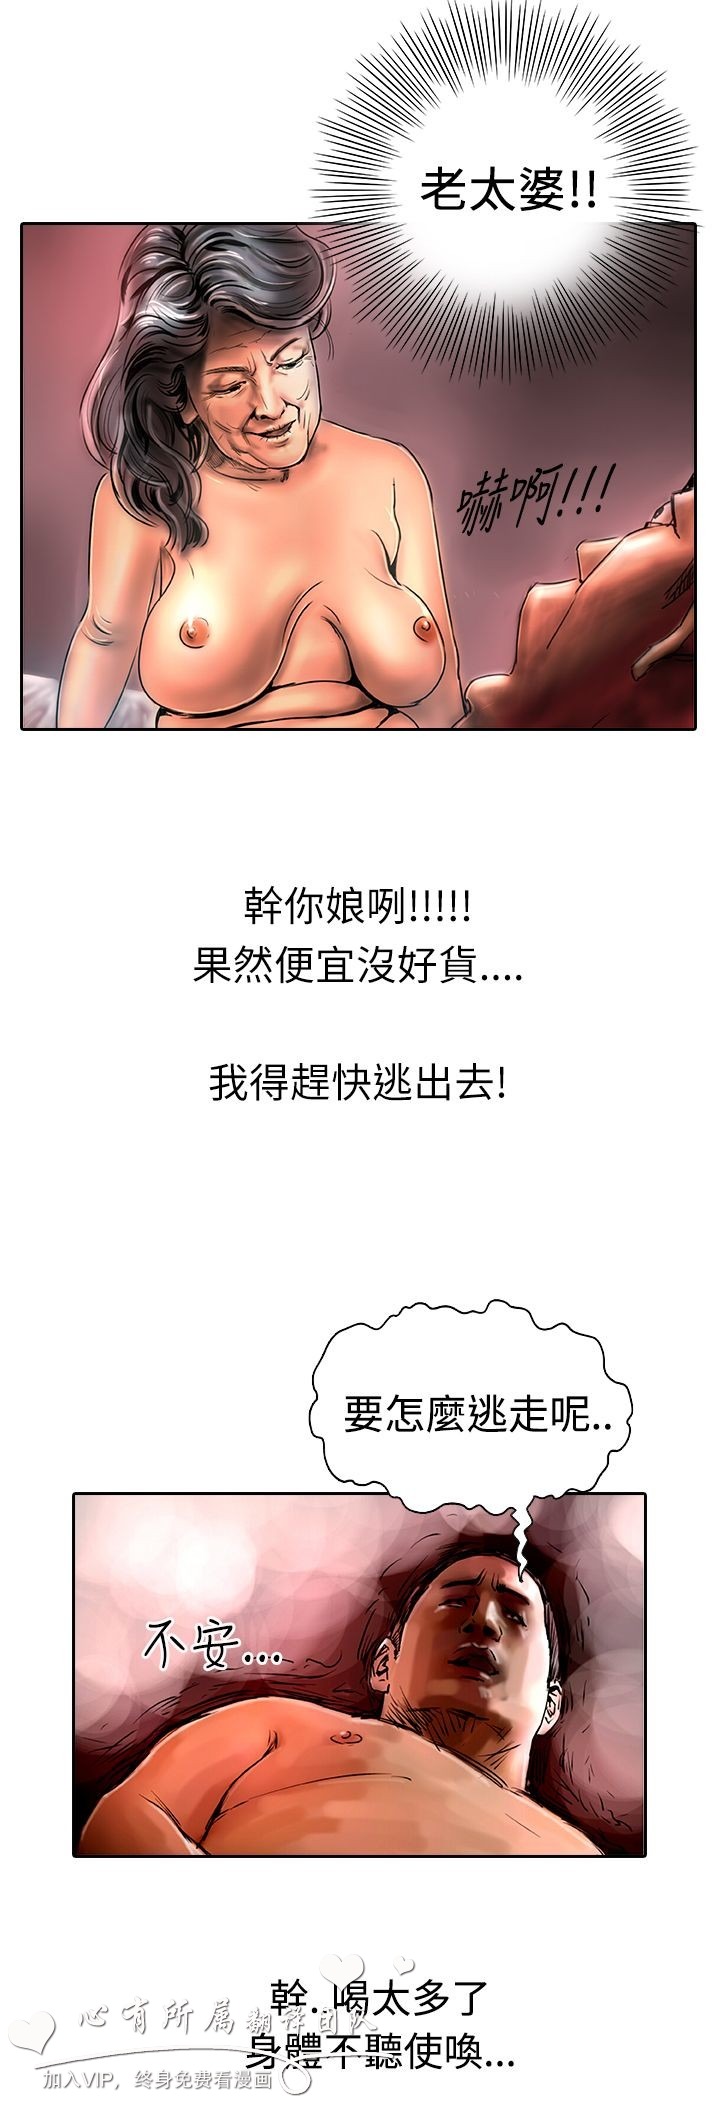 老太婆!!
嚇啊!!!
幹你娘咧!!!!!
果然便宜沒好貨....
我得趕快逃出去!
要怎麼逃走呢..
不安...
幹..喝太多了
心有所属翻译团队
身體不聽使喚...
加入VIP，终身免费看漫画